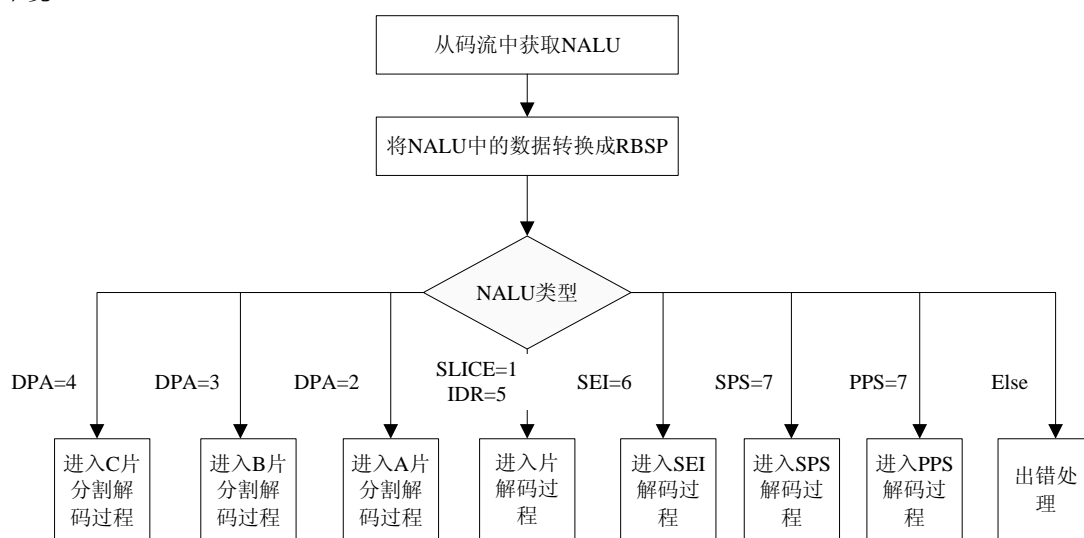 从码流中获取NALU
将NALU中的数据转换成RBSP
NALU类型
DPA=4
DPA=3
DPA=2
SLICE=1
IDR=5
SEI=6
SPS=7
PPS=7
Else
进入C片
分割解
码过程
进入B片
分割解
码过程
进入A片
分割解
码过程
进入片
解码过
程
进入SEI
解码过
程
进入SPS
解码过
程
进入PPS
解码过
程
出错处
理